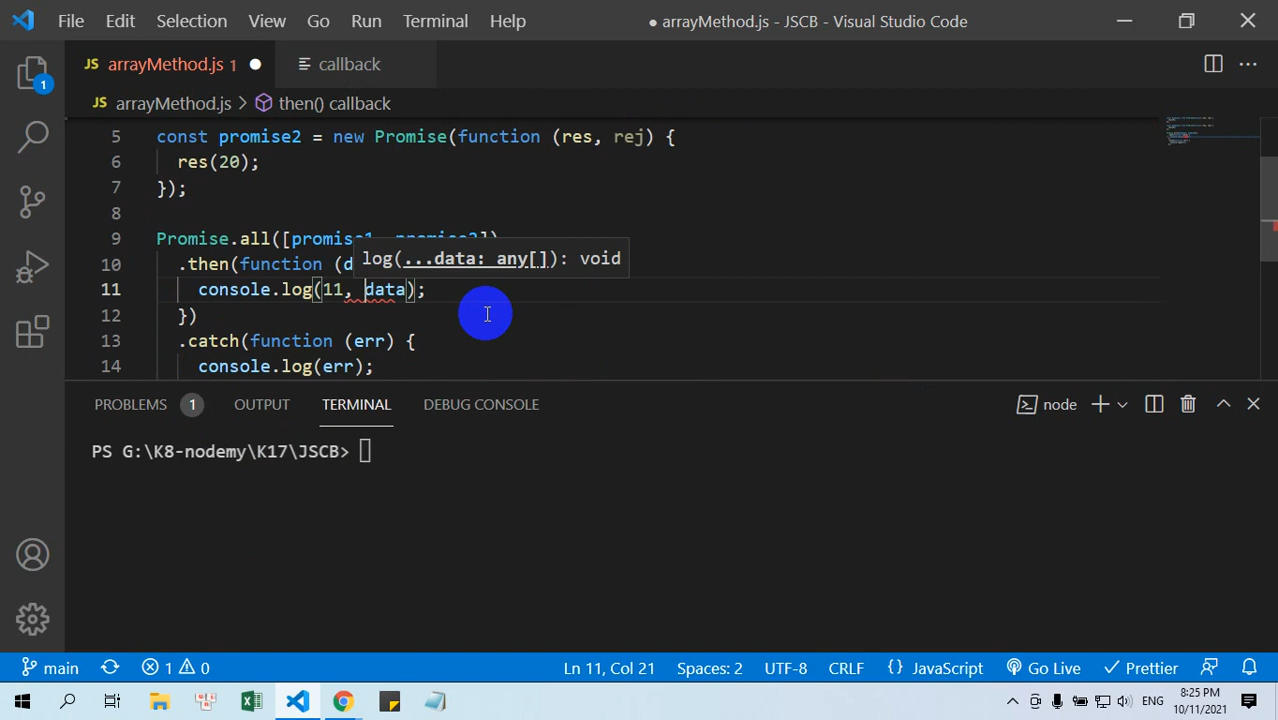 File Edit Selection View Go Run Terminal Help ● arrayMethod.js - JSCB - Visual Studio Code
JS arrayMethod.js 1 ● callback
JS arrayMethod.js > then() callback
1
5 const promise2 = new Promise(function (res, rej) {
6 res(20);
7 });
8
9 Promise.all([promise1, promise2])
log(...data: any[]): void
10 .then(function (d
11 console.log(11, data);
12 })
13 .catch(function (err) {
14 console.log(err);
PROBLEMS 1 OUTPUT TERMINAL DEBUG CONSOLE node
PS G:\K8-nodemy\K17\JSCB>
main 1 0 Ln 11, Col 21 Spaces: 2 UTF-8 CRLF {} JavaScript Go Live Prettier
ENG 8:25 PM
10/11/2021